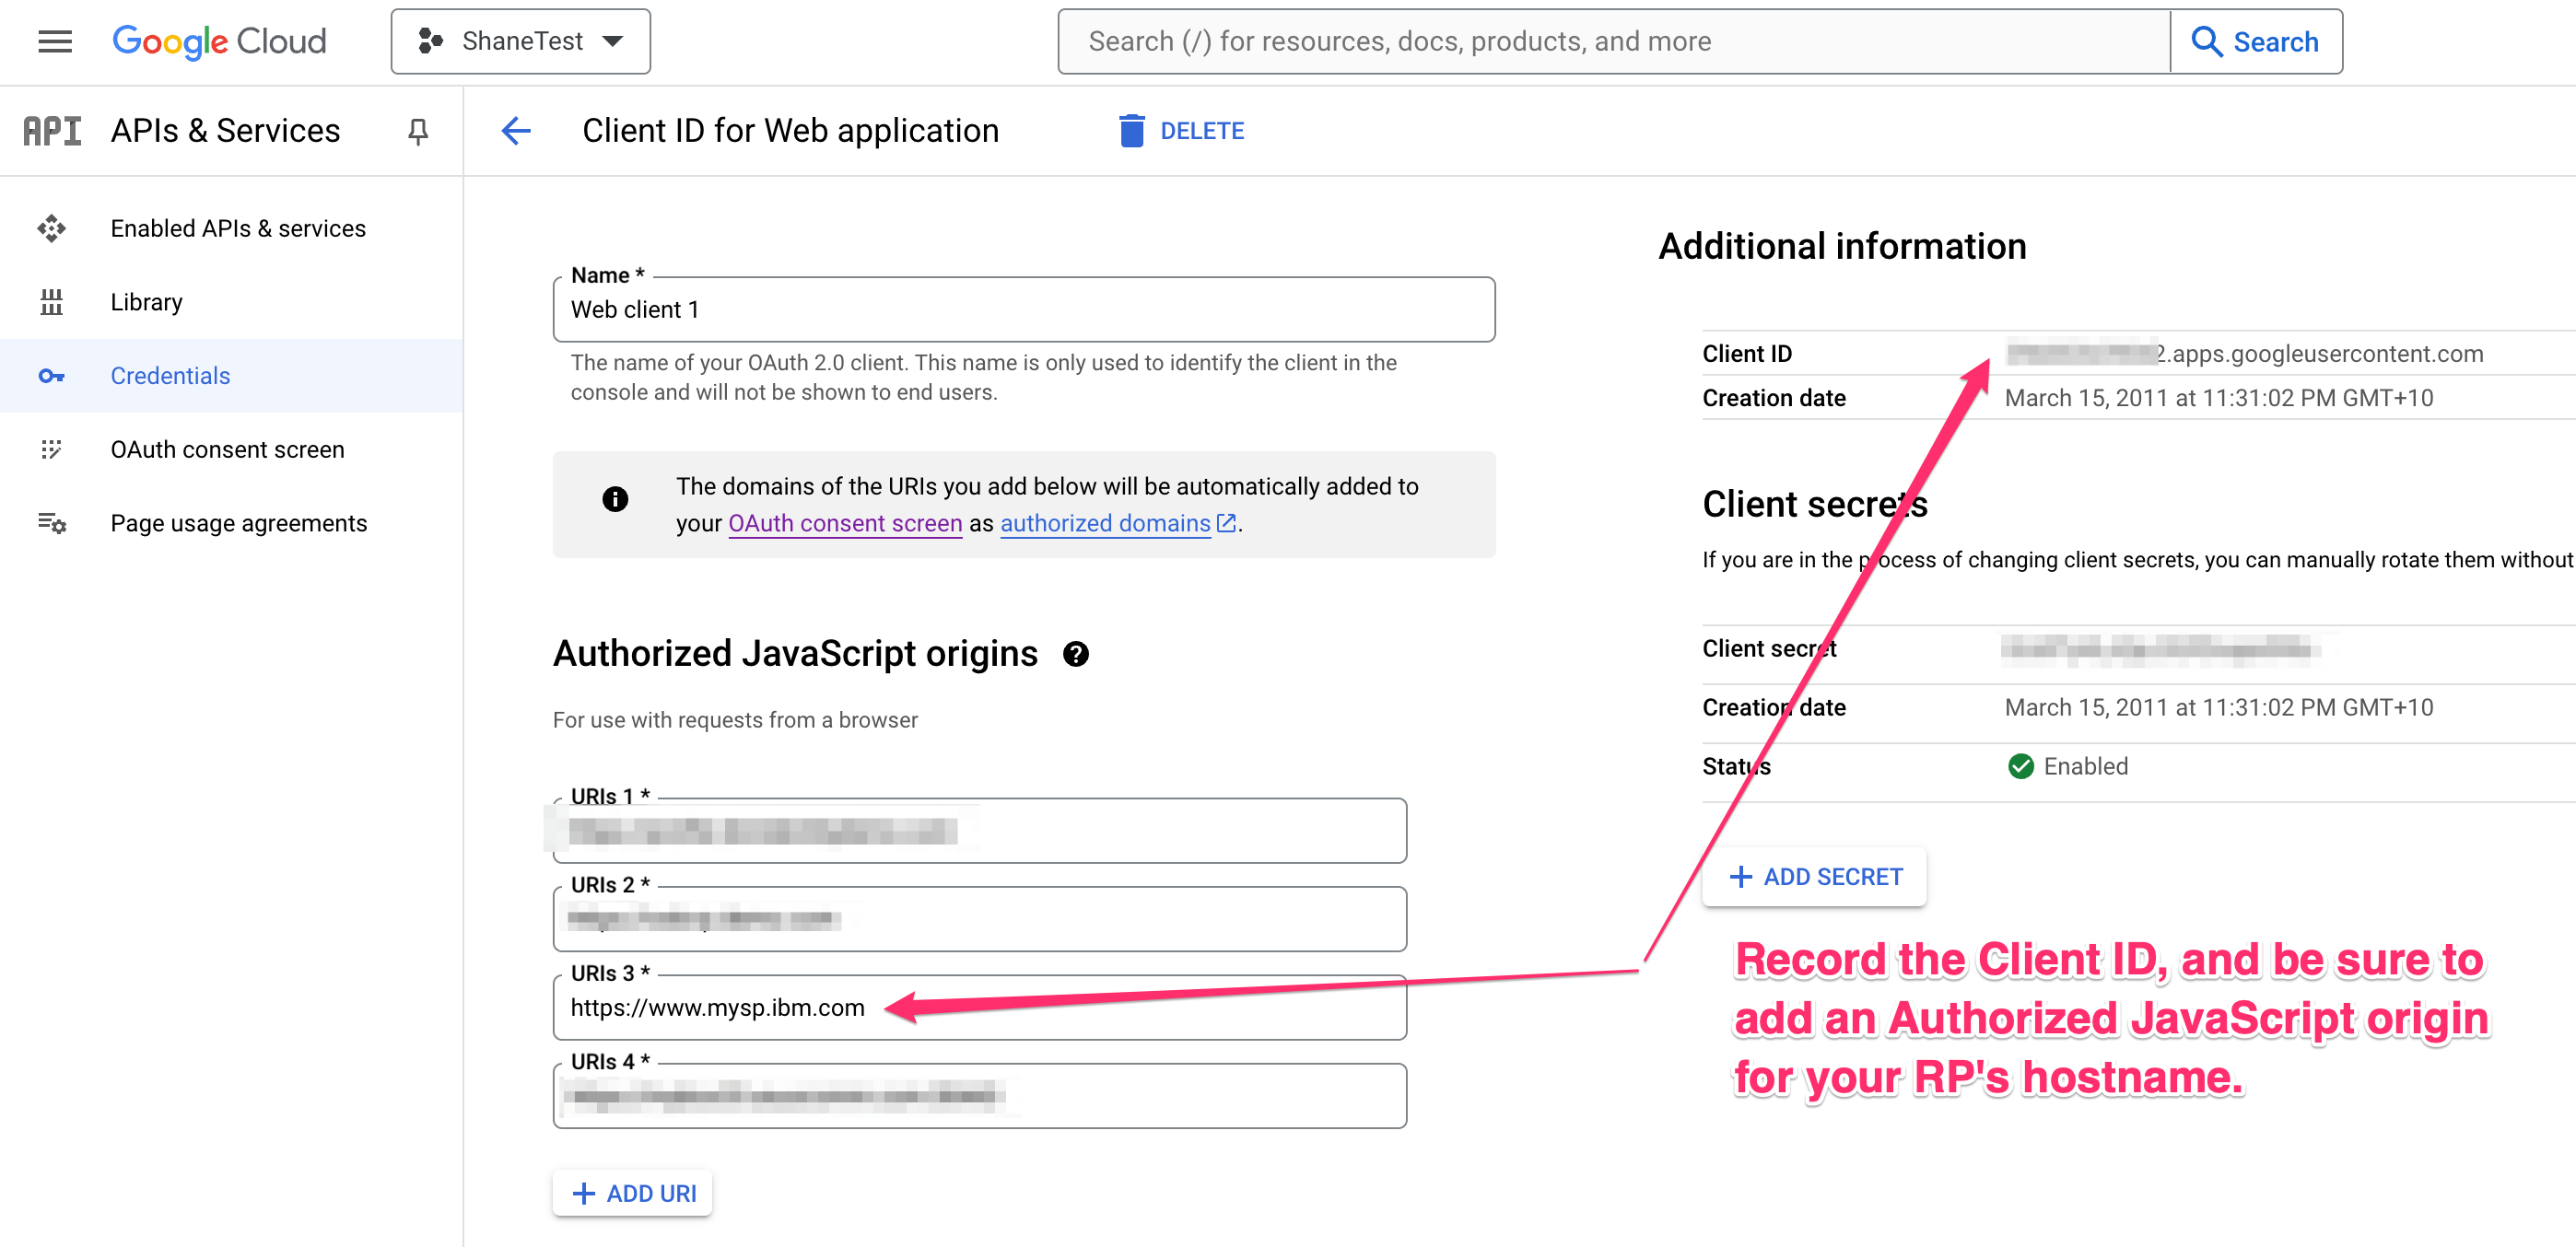 Google Cloud
ShaneTest
Search (/) for resources, docs, products, and more
Search
API
APIs & Services
Client ID for Web application
DELETE
Enabled APIs & services
Library
Credentials
OAuth consent screen
Page usage agreements
Name *
Web client 1
The name of your OAuth 2.0 client. This name is only used to identify the client in the
console and will not be shown to end users.
The domains of the URIs you add below will be automatically added to
your OAuth consent screen as authorized domains.
Authorized JavaScript origins
For use with requests from a browser
URIs 1 *
URIs 2 *
URIs 3 *
https://www.mysp.ibm.com
URIs 4 *
ADD URI
Additional information
Client ID
2.apps.googleusercontent.com
Creation date
March 15, 2011 at 11:31:02 PM GMT+10
Client secrets
If you are in the process of changing client secrets, you can manually rotate them without
Client secret
Creation date
March 15, 2011 at 11:31:02 PM GMT+10
Status
Enabled
ADD SECRET
Record the Client ID, and be sure to
add an Authorized JavaScript origin
for your RP's hostname.